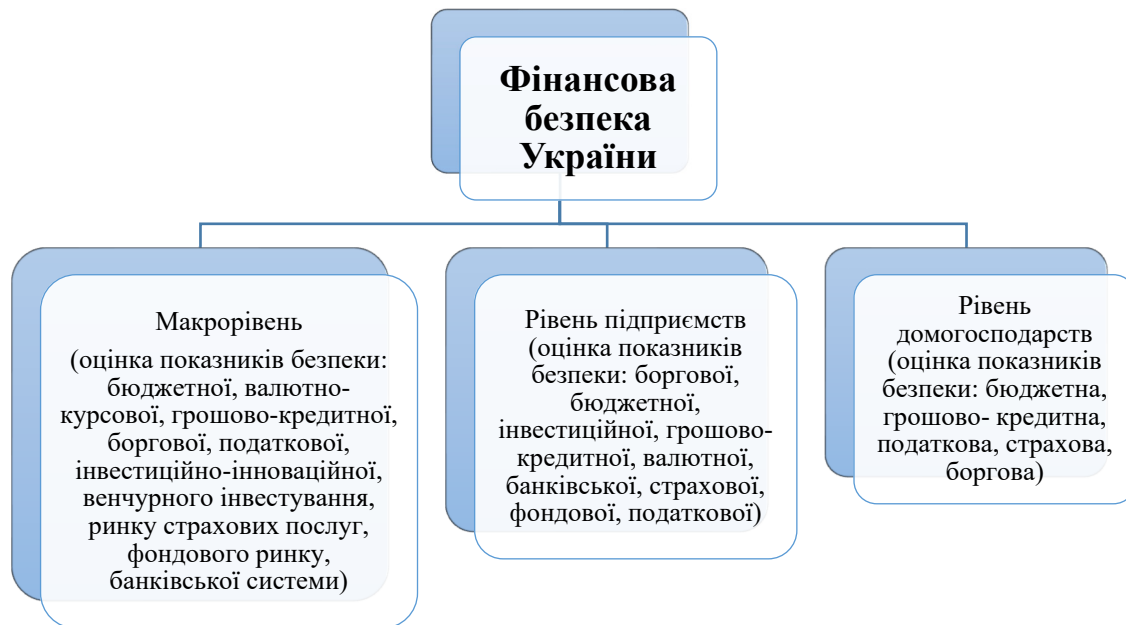 Фінансова
безпека
України
Макрорівень
(оцінка показників безпеки:
бюджетної, валютно-
курсової, грошово-кредитної,
боргової, податкової,
інвестиційно-інноваційної,
венчурного інвестування,
ринку страхових послуг,
фондового ринку,
банківської системи)
Рівень підприємств
(оцінка показників
безпеки: боргової,
бюджетної,
інвестиційної, грошово-
кредитної, валютної,
банківської, страхової,
фондової, податкової)
Рівень
домогосподарств
(оцінка показників
безпеки: бюджетна,
грошово- кредитна,
податкова, страхова,
боргова)